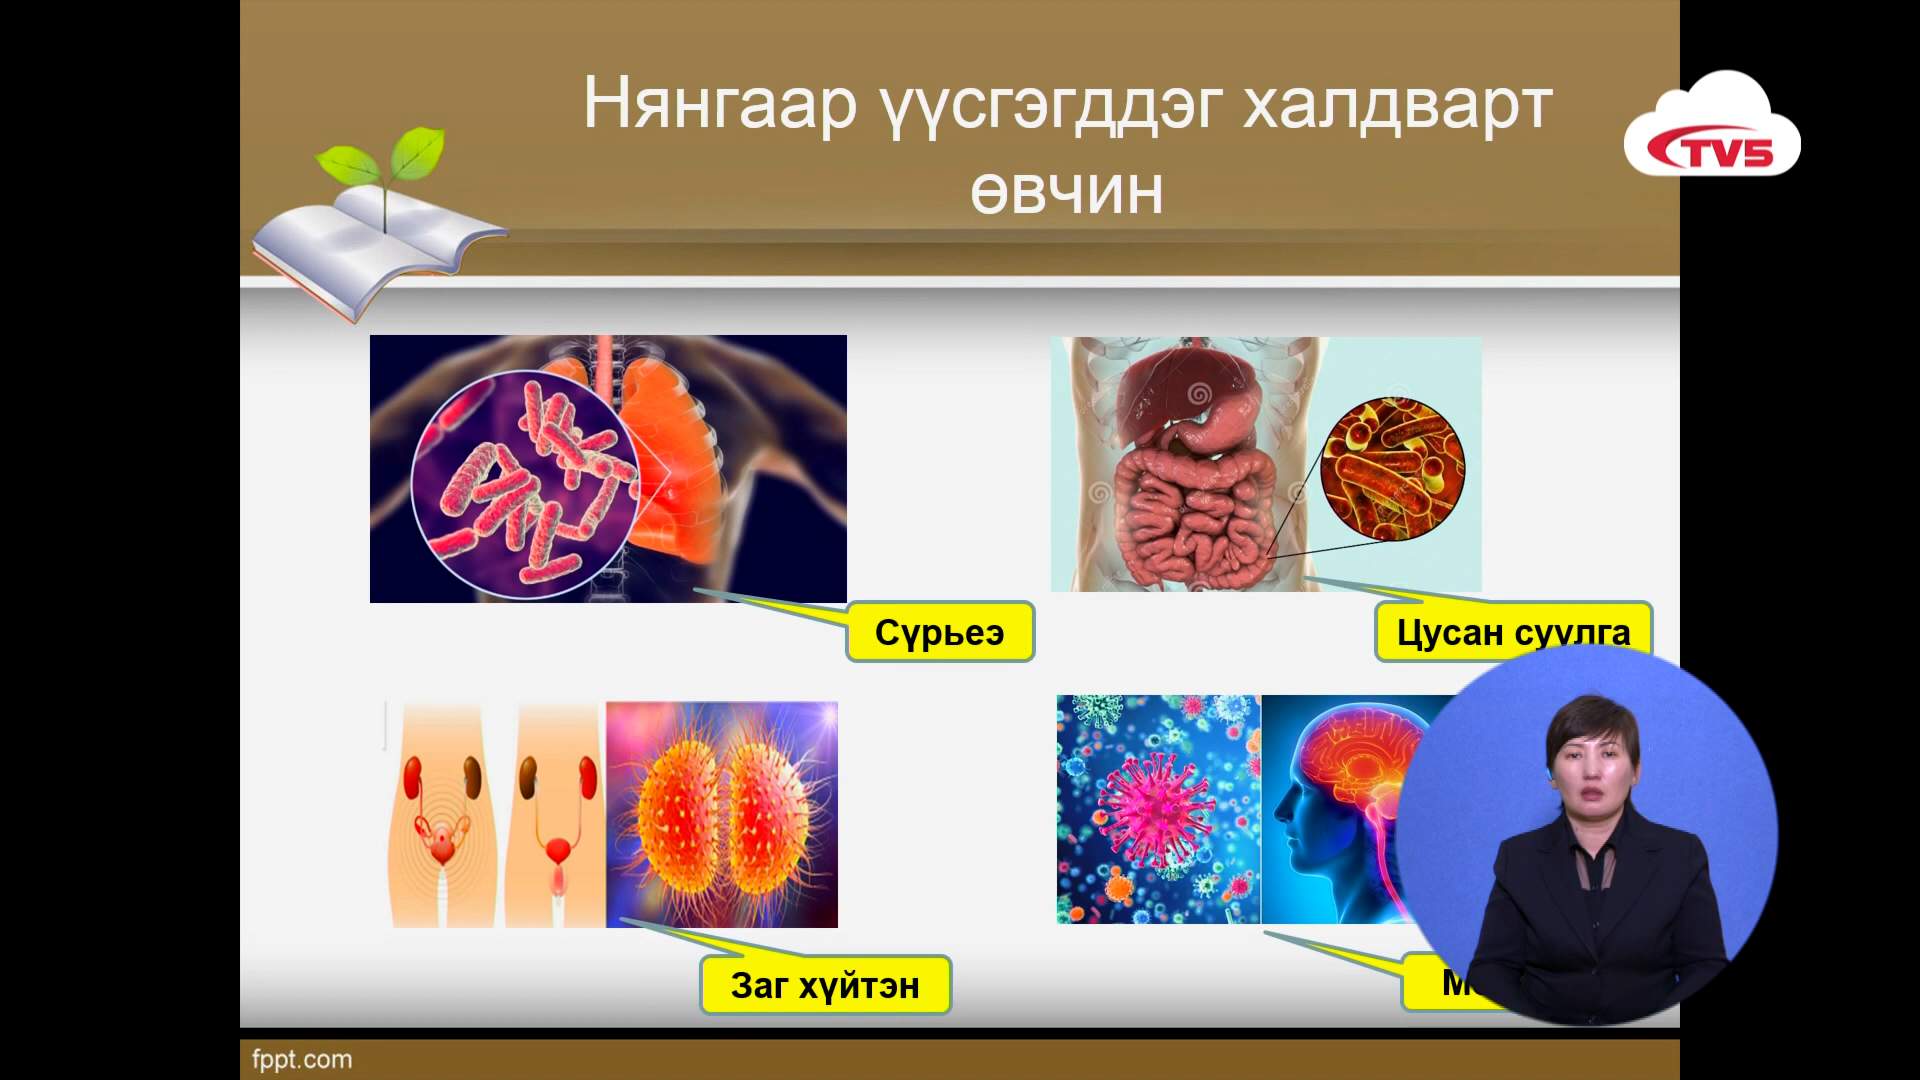 Нянгаар үүсгэгддэг халдварт
өвчин
TV5
Сүрьеэ
Цусан суулга
Заг хүйтэн
fppt.com